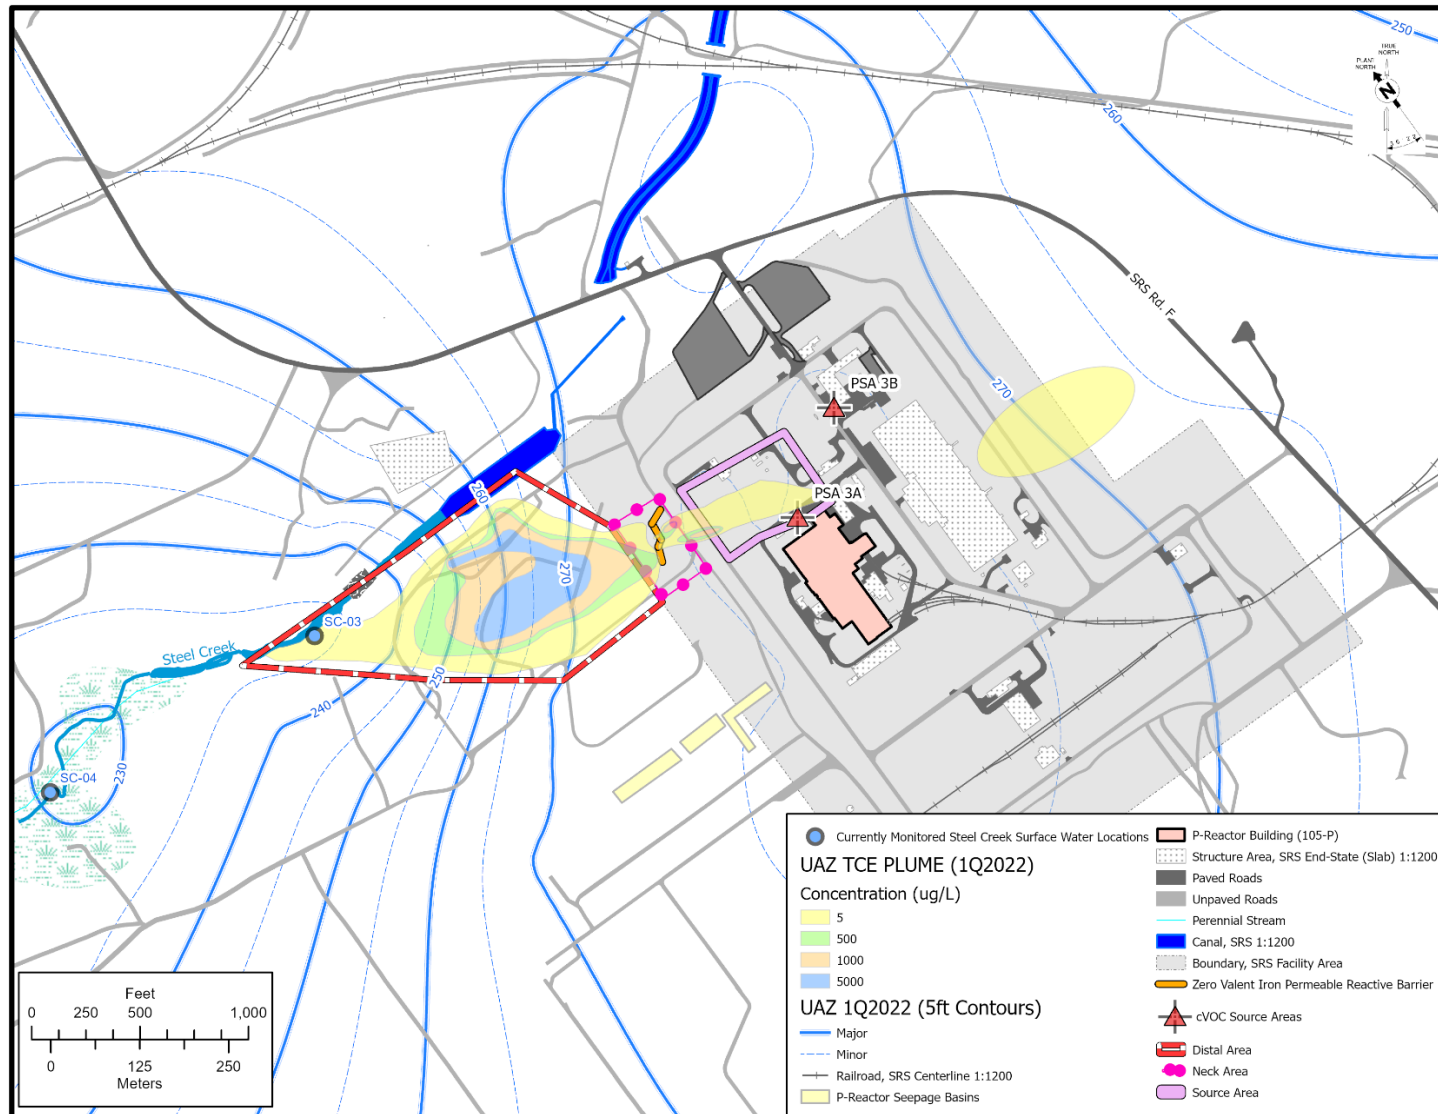 250
TRUE
NORTH
PLANT
NORTH
N
260
SRS Rd. F
270
PSA 3B
PSA 3A
260
270
SC-03
Steel Creek
250
240
230
SC-04
Feet
0 250 500 1,000
0 125 250
Meters
Currently Monitored Steel Creek Surface Water Locations
UAZ TCE PLUME (1Q2022)
Concentration (ug/L)
5
500
1000
5000
UAZ 1Q2022 (5ft Contours)
Major
Minor
Railroad, SRS Centerline 1:1200
P-Reactor Seepage Basins
P-Reactor Building (105-P)
Structure Area, SRS End-State (Slab) 1:1200
Paved Roads
Unpaved Roads
Perennial Stream
Canal, SRS 1:1200
Boundary, SRS Facility Area
Zero Valent Iron Permeable Reactive Barrier
cVOC Source Areas
Distal Area
Neck Area
Source Area